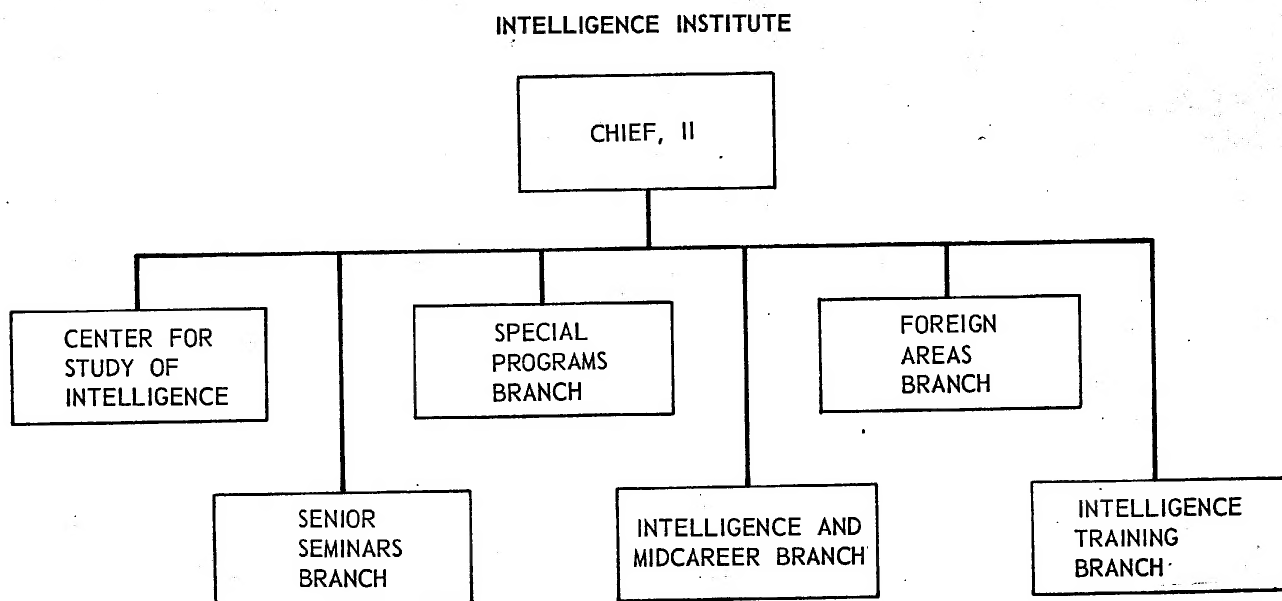 INTELLIGENCE INSTITUTE
CHIEF, II
CENTER FOR
STUDY OF
INTELLIGENCE
SPECIAL
PROGRAMS
BRANCH
FOREIGN
AREAS
BRANCH
SENIOR
SEMINARS
BRANCH
INTELLIGENCE AND
MIDCAREER BRANCH
INTELLIGENCE
TRAINING
BRANCH